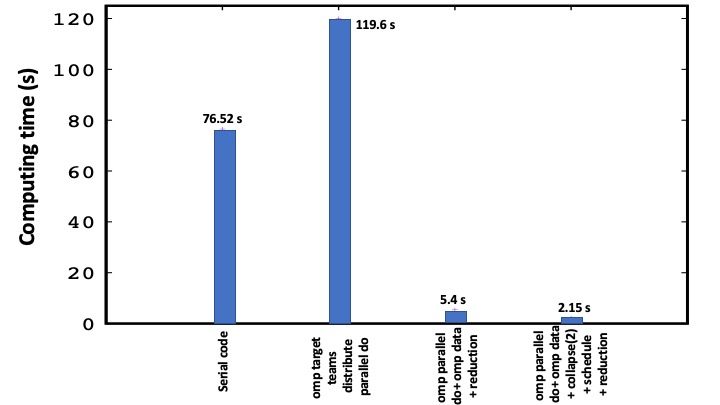 120
100
80
60
40
20
0
Computing time (s)
76.52 s
119.6 s
5.4 s
2.15 s
Serial code
omp target
teams
distribute
parallel do
omp parallel
do+ omp data
+ reduction
omp parallel
do+ omp data
+ collapse(2)
+ schedule
+ reduction